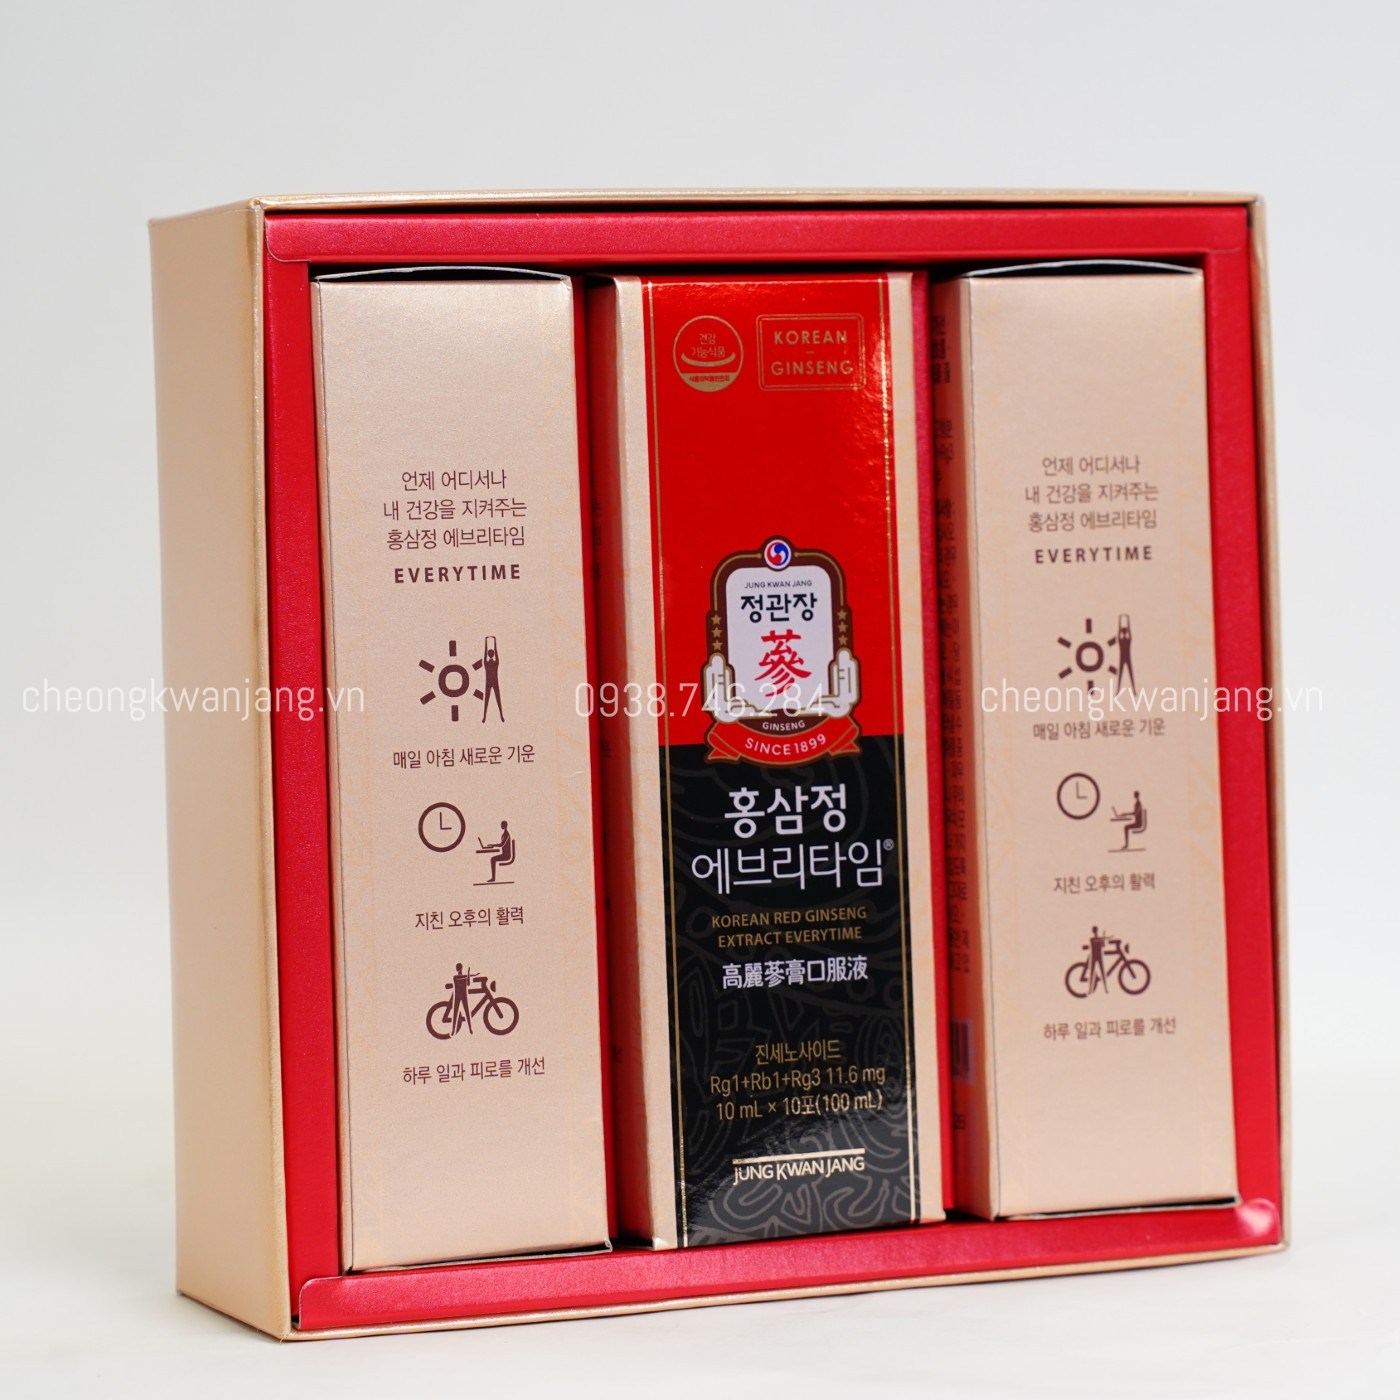 언제 어디서나
내 건강을 지켜주는
홍삼정 에브리타임
EVERYTIME
매일 아침 새로운 기운
지친 오후의 활력
하루 일과 피로를 개선
건강
기능식품
KOREAN
GINSENG
JUNG KWAN JANG
정관장
蔘
GINSENG
SINCE 1899
홍삼정
에브리타임®
KOREAN RED GINSENG
EXTRACT EVERYTIME
高麗蔘膏口服液
진세노사이드
Rg1+Rb1+Rg3 11.6 mg
10 mL × 10포(100 mL)
JUNG KWAN JANG
언제 어디서나
내 건강을 지켜주는
홍삼정 에브리타임
EVERYTIME
매일 아침 새로운 기운
지친 오후의 활력
하루 일과 피로를 개선
cheongkwanjang.vn
0938.746.284
cheongkwanjang.vn